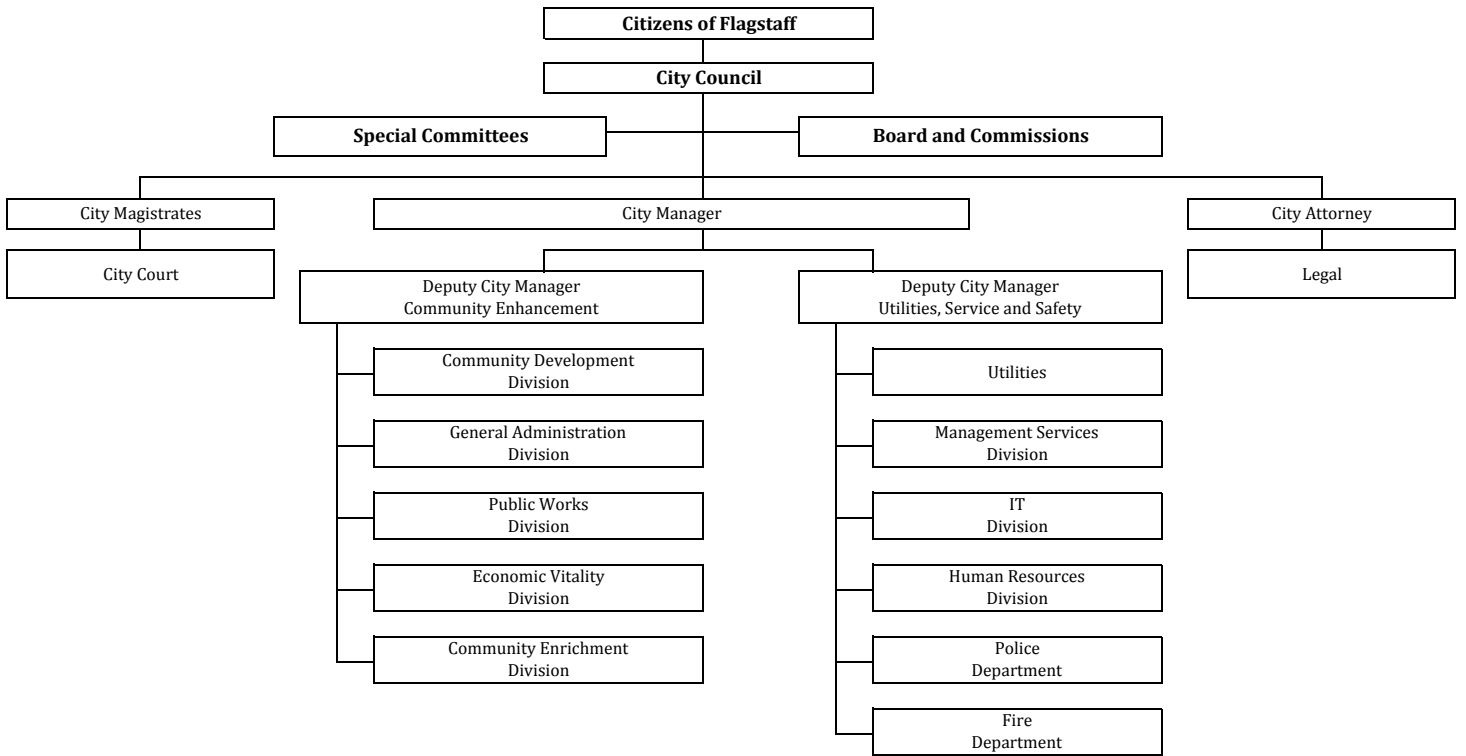 Citizens of Flagstaff
City Council
Special Committees
Board and Commissions
City Magistrates
City Manager
City Attorney
City Court
Legal
Deputy City Manager
Community Enhancement
Deputy City Manager
Utilities, Service and Safety
Community Development
Division
Utilities
General Administration
Division
Management Services
Division
Public Works
Division
IT
Division
Economic Vitality
Division
Human Resources
Division
Community Enrichment
Division
Police
Department
Fire
Department